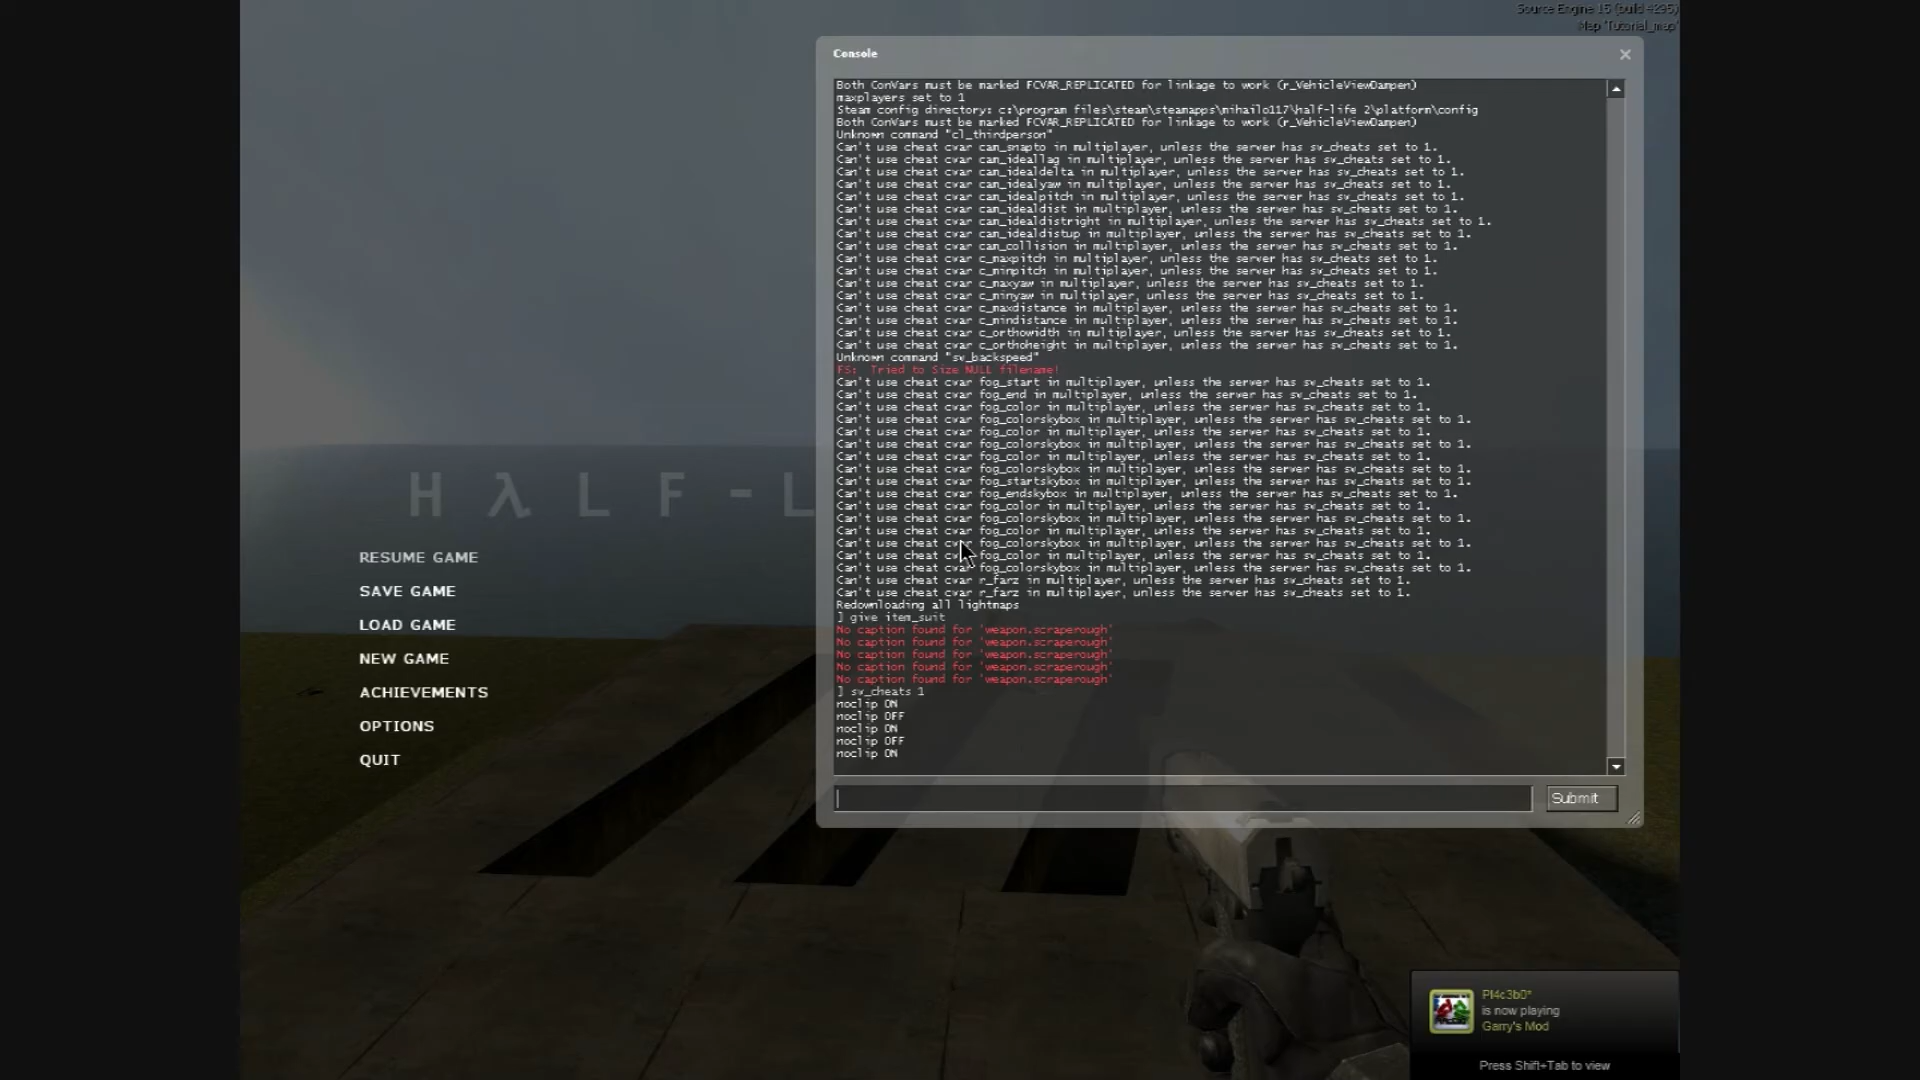 Source Engine 15 (build 4295)
Map 'Tutorial_map'
Console
Both ConVars must be marked FCVAR_REPLICATED for linkage to work (r_VehicleViewDampen)
maxplayers set to 1
Steam config directory: c:\program files\steam\steamapps\mihailo117\half-life 2\platform\config
Both ConVars must be marked FCVAR_REPLICATED for linkage to work (r_VehicleViewDampen)
Unknown command "cl_thirdperson"
Can't use cheat cvar cam_snapto in multiplayer, unless the server has sv_cheats set to 1.
Can't use cheat cvar cam_ideallag in multiplayer, unless the server has sv_cheats set to 1.
Can't use cheat cvar cam_idealdelta in multiplayer, unless the server has sv_cheats set to 1.
Can't use cheat cvar cam_idealyaw in multiplayer, unless the server has sv_cheats set to 1.
Can't use cheat cvar cam_idealpitch in multiplayer, unless the server has sv_cheats set to 1.
Can't use cheat cvar cam_idealdist in multiplayer, unless the server has sv_cheats set to 1.
Can't use cheat cvar cam_idealdistright in multiplayer, unless the server has sv_cheats set to 1.
Can't use cheat cvar cam_idealdistup in multiplayer, unless the server has sv_cheats set to 1.
Can't use cheat cvar cam_collision in multiplayer, unless the server has sv_cheats set to 1.
Can't use cheat cvar c_maxpitch in multiplayer, unless the server has sv_cheats set to 1.
Can't use cheat cvar c_minpitch in multiplayer, unless the server has sv_cheats set to 1.
Can't use cheat cvar c_maxyaw in multiplayer, unless the server has sv_cheats set to 1.
Can't use cheat cvar c_minyaw in multiplayer, unless the server has sv_cheats set to 1.
Can't use cheat cvar c_maxdistance in multiplayer, unless the server has sv_cheats set to 1.
Can't use cheat cvar c_mindistance in multiplayer, unless the server has sv_cheats set to 1.
Can't use cheat cvar c_orthowidth in multiplayer, unless the server has sv_cheats set to 1.
Can't use cheat cvar c_orthoheight in multiplayer, unless the server has sv_cheats set to 1.
Unknown command "sv_backspeed"
FS: Tried to Size NULL filename!
Can't use cheat cvar fog_start in multiplayer, unless the server has sv_cheats set to 1.
Can't use cheat cvar fog_end in multiplayer, unless the server has sv_cheats set to 1.
Can't use cheat cvar fog_color in multiplayer, unless the server has sv_cheats set to 1.
Can't use cheat cvar fog_colorskybox in multiplayer, unless the server has sv_cheats set to 1.
Can't use cheat cvar fog_color in multiplayer, unless the server has sv_cheats set to 1.
Can't use cheat cvar fog_colorskybox in multiplayer, unless the server has sv_cheats set to 1.
Can't use cheat cvar fog_color in multiplayer, unless the server has sv_cheats set to 1.
Can't use cheat cvar fog_colorskybox in multiplayer, unless the server has sv_cheats set to 1.
Can't use cheat cvar fog_startskybox in multiplayer, unless the server has sv_cheats set to 1.
Can't use cheat cvar fog_endskybox in multiplayer, unless the server has sv_cheats set to 1.
Can't use cheat cvar fog_color in multiplayer, unless the server has sv_cheats set to 1.
Can't use cheat cvar fog_colorskybox in multiplayer, unless the server has sv_cheats set to 1.
Can't use cheat cvar fog_color in multiplayer, unless the server has sv_cheats set to 1.
Can't use cheat cvar fog_colorskybox in multiplayer, unless the server has sv_cheats set to 1.
Can't use cheat cvar fog_color in multiplayer, unless the server has sv_cheats set to 1.
Can't use cheat cvar fog_colorskybox in multiplayer, unless the server has sv_cheats set to 1.
Can't use cheat cvar r_farz in multiplayer, unless the server has sv_cheats set to 1.
Can't use cheat cvar r_farz in multiplayer, unless the server has sv_cheats set to 1.
Redownloading all lightmaps
] give item_suit
No caption found for 'weapon.scraperough'
No caption found for 'weapon.scraperough'
No caption found for 'weapon.scraperough'
No caption found for 'weapon.scraperough'
No caption found for 'weapon.scraperough'
] sv_cheats 1
noclip ON
noclip OFF
noclip ON
noclip OFF
noclip ON
Submit
HλLF-L
RESUME GAME
SAVE GAME
LOAD GAME
NEW GAME
ACHIEVEMENTS
OPTIONS
QUIT
Pl4c3b0*
is now playing
Garry's Mod
Press Shift+Tab to view